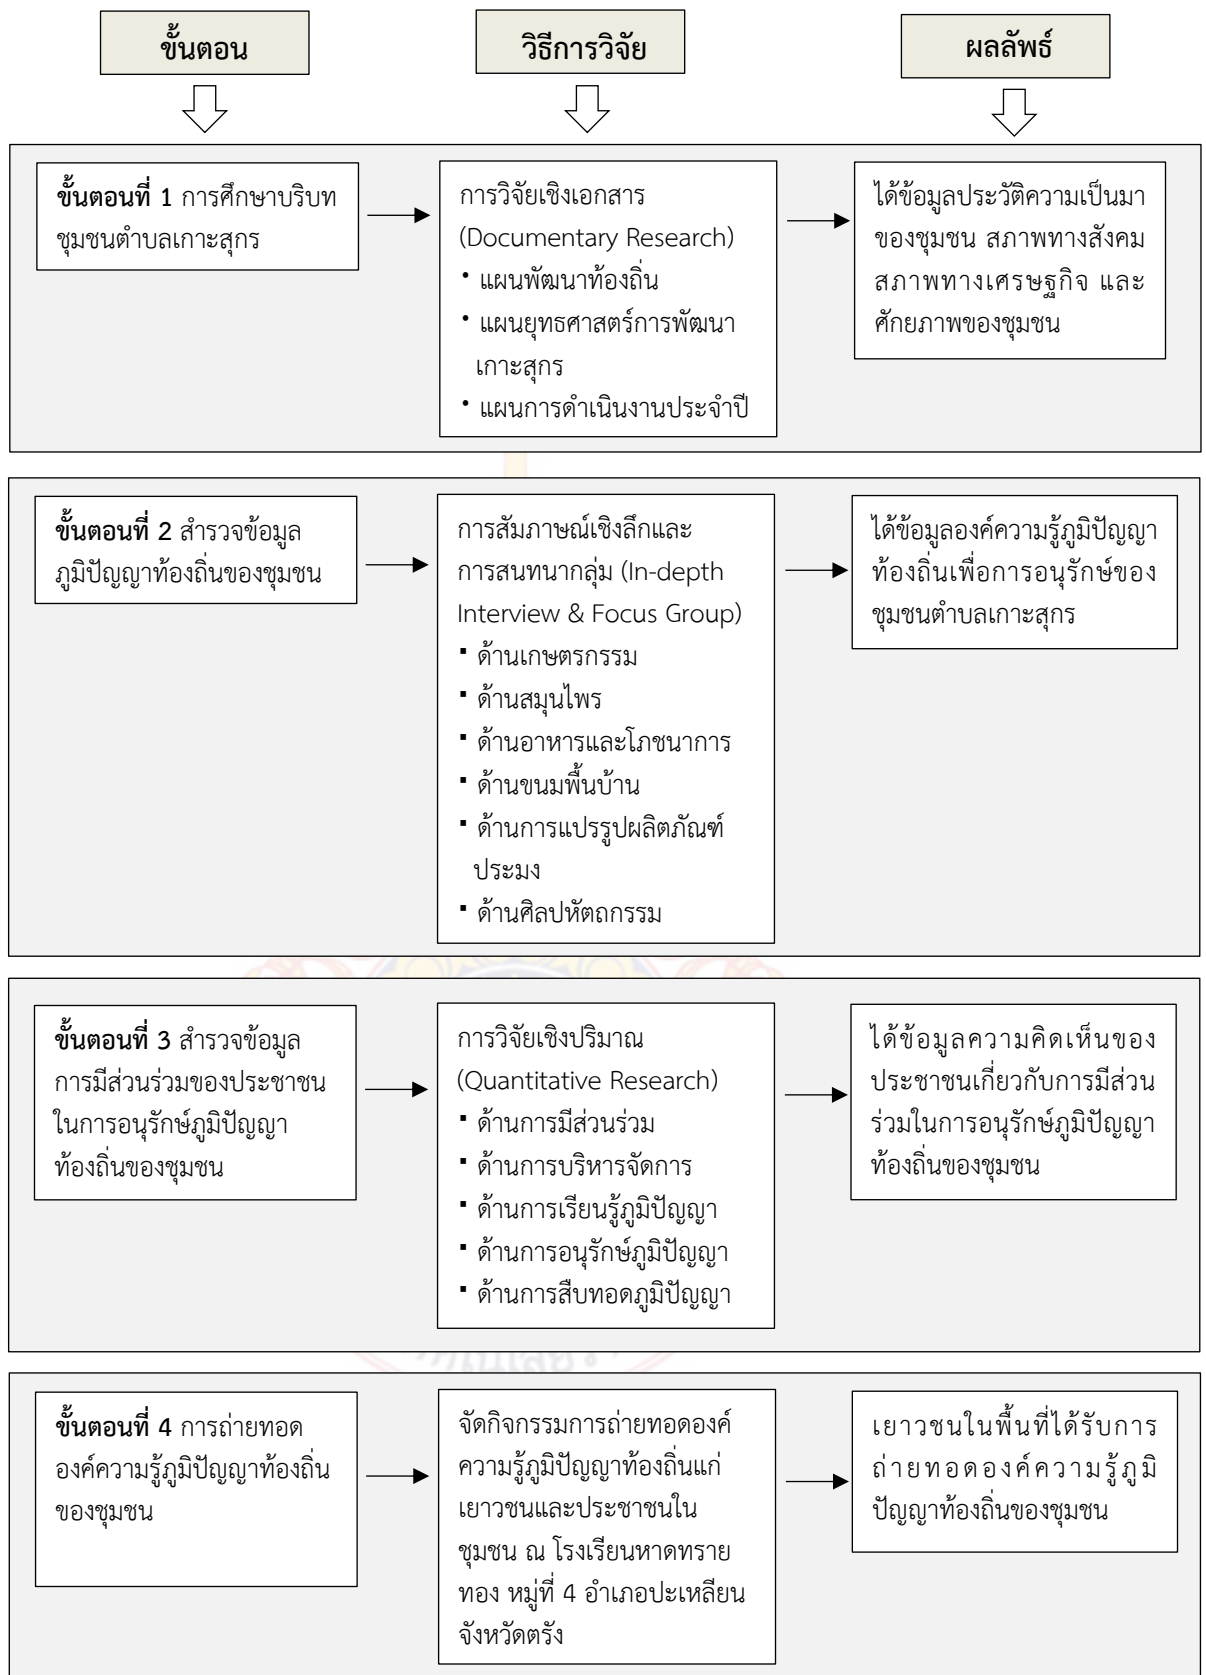 ขั้นตอน
วิธีการวิจัย
ผลลัพธ์
ขั้นตอนที่ 1 การศึกษาบริบท
ชุมชนตำบลเกาะสุกร
การวิจัยเชิงเอกสาร
(Documentary Research)
• แผนพัฒนาท้องถิ่น
• แผนยุทธศาสตร์การพัฒนา
เกาะสุกร
• แผนการดำเนินงานประจำปี
ได้ข้อมูลประวัติความเป็นมา
ของชุมชน สภาพทางสังคม
สภาพทางเศรษฐกิจ และ
ศักยภาพของชุมชน
ขั้นตอนที่ 2 สำรวจข้อมูล
ภูมิปัญญาท้องถิ่นของชุมชน
การสัมภาษณ์เชิงลึกและ
การสนทนากลุ่ม (In-depth
Interview & Focus Group)
▪ ด้านเกษตรกรรม
▪ ด้านสมุนไพร
▪ ด้านอาหารและโภชนาการ
▪ ด้านขนมพื้นบ้าน
▪ ด้านการแปรรูปผลิตภัณฑ์
ประมง
▪ ด้านศิลปหัตถกรรม
ได้ข้อมูลองค์ความรู้ภูมิปัญญา
ท้องถิ่นเพื่อการอนุรักษ์ของ
ชุมชนตำบลเกาะสุกร
ขั้นตอนที่ 3 สำรวจข้อมูล
การมีส่วนร่วมของประชาชน
ในการอนุรักษ์ภูมิปัญญา
ท้องถิ่นของชุมชน
การวิจัยเชิงปริมาณ
(Quantitative Research)
▪ ด้านการมีส่วนร่วม
▪ ด้านการบริหารจัดการ
▪ ด้านการเรียนรู้ภูมิปัญญา
▪ ด้านการอนุรักษ์ภูมิปัญญา
▪ ด้านการสืบทอดภูมิปัญญา
ได้ข้อมูลความคิดเห็นของ
ประชาชนเกี่ยวกับการมีส่วน
ร่วมในการอนุรักษ์ภูมิปัญญา
ท้องถิ่นของชุมชน
ขั้นตอนที่ 4 การถ่ายทอด
องค์ความรู้ภูมิปัญญาท้องถิ่น
ของชุมชน
จัดกิจกรรมการถ่ายทอดองค์
ความรู้ภูมิปัญญาท้องถิ่นแก่
เยาวชนและประชาชนใน
ชุมชน ณ โรงเรียนหาดทราย
ทอง หมู่ที่ 4 อำเภอปะเหลียน
จังหวัดตรัง
เยาวชนในพื้นที่ได้รับการ
ถ่ายทอดองค์ความรู้ภูมิ
ปัญญาท้องถิ่นของชุมชน